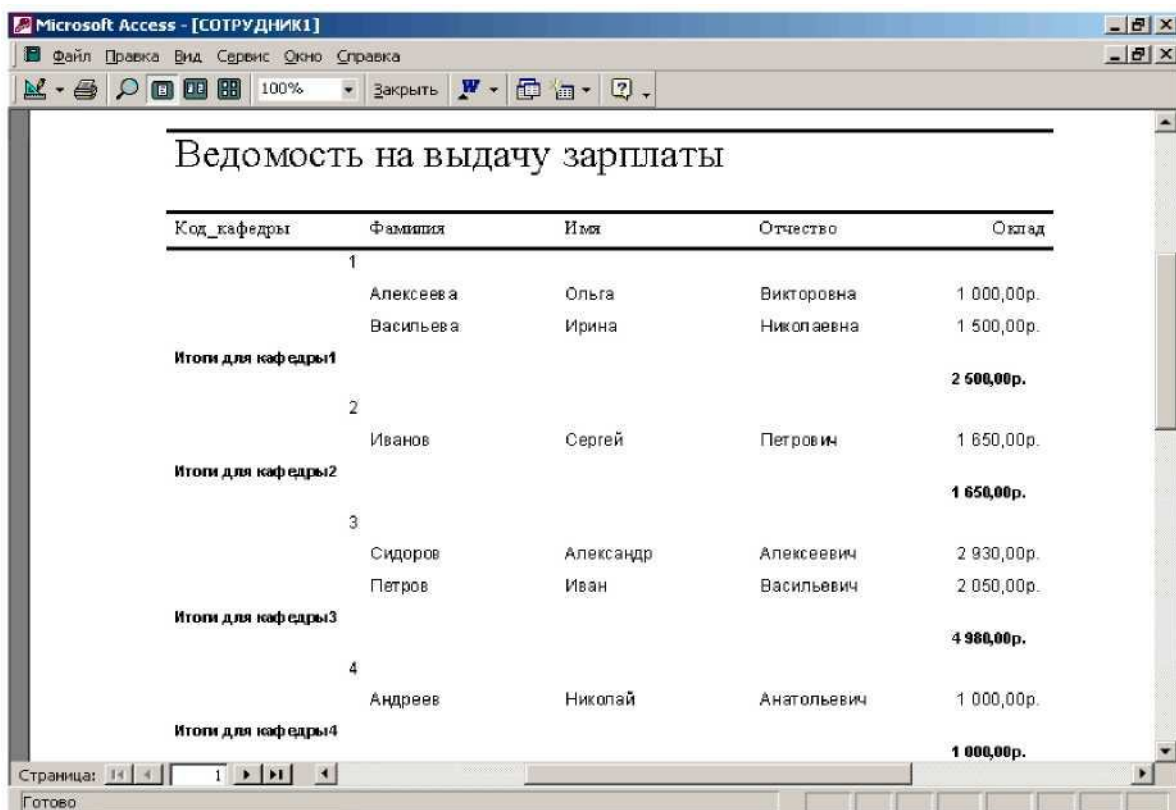 Microsoft Access - [СОТРУДНИК1]
Файл Правка Вид Сервис Окно Справка
100% Закрыть
Ведомость на выдачу зарплаты
Код_кафедры Фамилия Имя Отчество Оклад
1
Алексеева Ольга Викторовна 1 000,00р.
Васильева Ирина Николаевна 1 500,00р.
Итоги для кафедры1
2 500,00р.
2
Иванов Сергей Петрович 1 650,00р.
Итоги для кафедры2
1 650,00р.
3
Сидоров Александр Алексеевич 2 930,00р.
Петров Иван Васильевич 2 050,00р.
Итоги для кафедры3
4 980,00р.
4
Андреев Николай Анатольевич 1 000,00р.
Итоги для кафедры4
1 000,00р.
Страница: 1
Готово